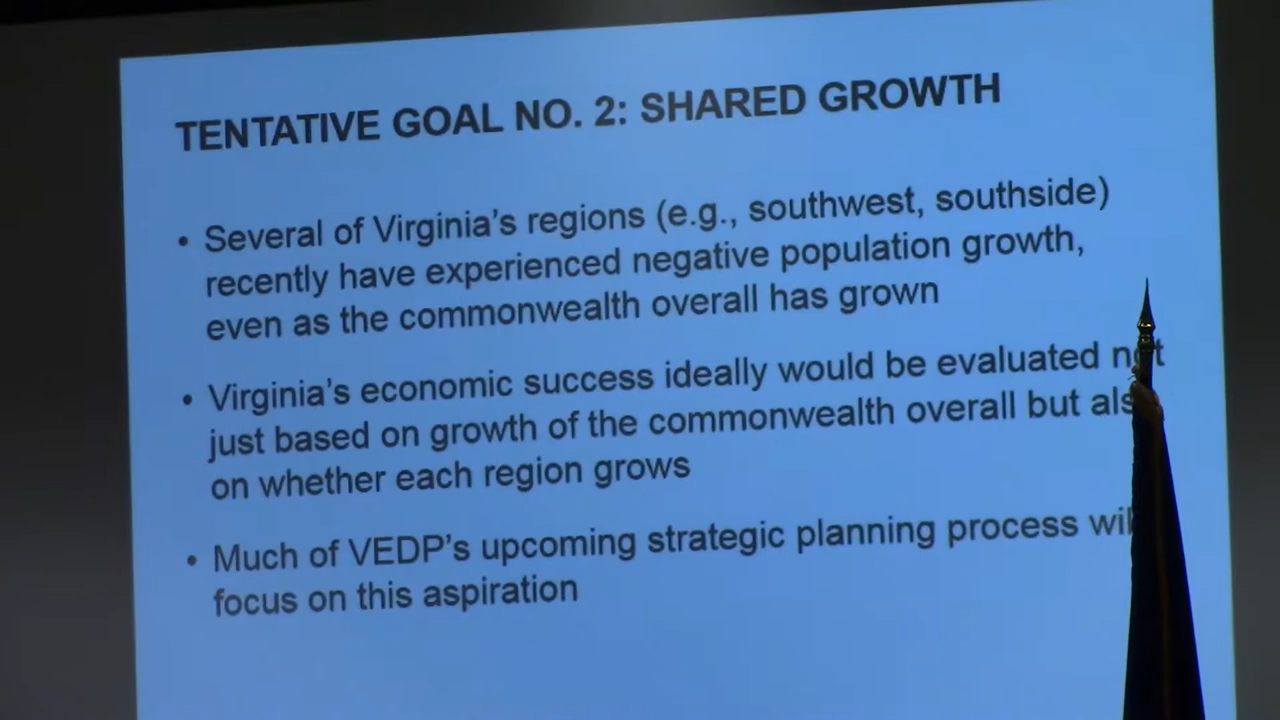 TENTATIVE GOAL NO. 2: SHARED GROWTH
• Several of Virginia's regions (e.g., southwest, southside)
recently have experienced negative population growth,
even as the commonwealth overall has grown
• Virginia's economic success ideally would be evaluated not
just based on growth of the commonwealth overall but als
on whether each region grows
• Much of VEDP's upcoming strategic planning process wil
focus on this aspiration